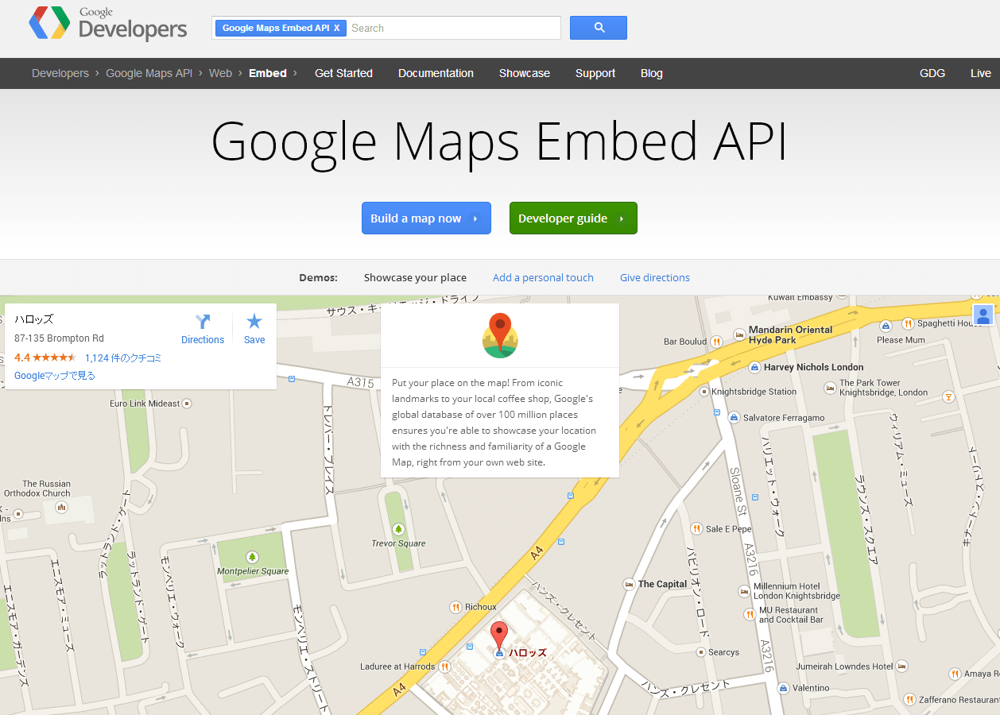 Google
Developers
Google Maps Embed API X
Search
Developers › Google Maps API › Web › Embed ›
Get Started
Documentation
Showcase
Support
Blog
GDG
Live
Google Maps Embed API
Build a map now ›
Developer guide ›
Demos:
Showcase your place
Add a personal touch
Give directions
ハロッズ
87-135 Brompton Rd
4.4
1,124 件のクチコミ
Googleマップで見る
Directions
Save
Put your place on the map! From iconic
landmarks to your local coffee shop, Google's
global database of over 100 million places
ensures you're able to showcase your location
with the richness and familiarity of a Google
Map, right from your own web site.
Kuwait Embassy
Mandarin Oriental
Hyde Park
Bar Boulud
Spaghetti
Please Mum
Harvey Nichols London
A315
Knightsbridge Station
The Park Tower
Knightsbridge, London
Euro Link Mideast
Salvatore Ferragamo
トレバー・プレイス
ハリエット・ウォーク
ウィリアム・ミューズ
Sloane St
ラウンズ・スクエア
The Russian
Orthodox Church
ラットランド・ゲート
Trevor Square
Sale E Pepe
A4
A3216
Montpelier Square
ラットランド・ゲート
モンペリエ・ウォーク
エースモア・ミューズ
エースモア・ガーデンズ
モンペリエ・ストリート
ハンズ・クレセント
パビリオン・ロード
The Capital
Millennium Hotel
London Knightsbridge
Richoux
MU Restaurant
and Cocktail Bar
ハロッズ
Searcys
A3216
Laduree at Harrods
Jumeirah Lowndes Hotel
Amaya
A4
ハンズ・クレセント
Valentino
Zafferano Restaurant